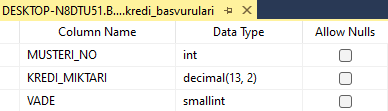 DESKTOP-N8DTU51.B....kredi_basvurulari
Column Name Data Type Allow Nulls
MUSTERI_NO int
KREDI_MIKTARI decimal(13, 2)
VADE smallint